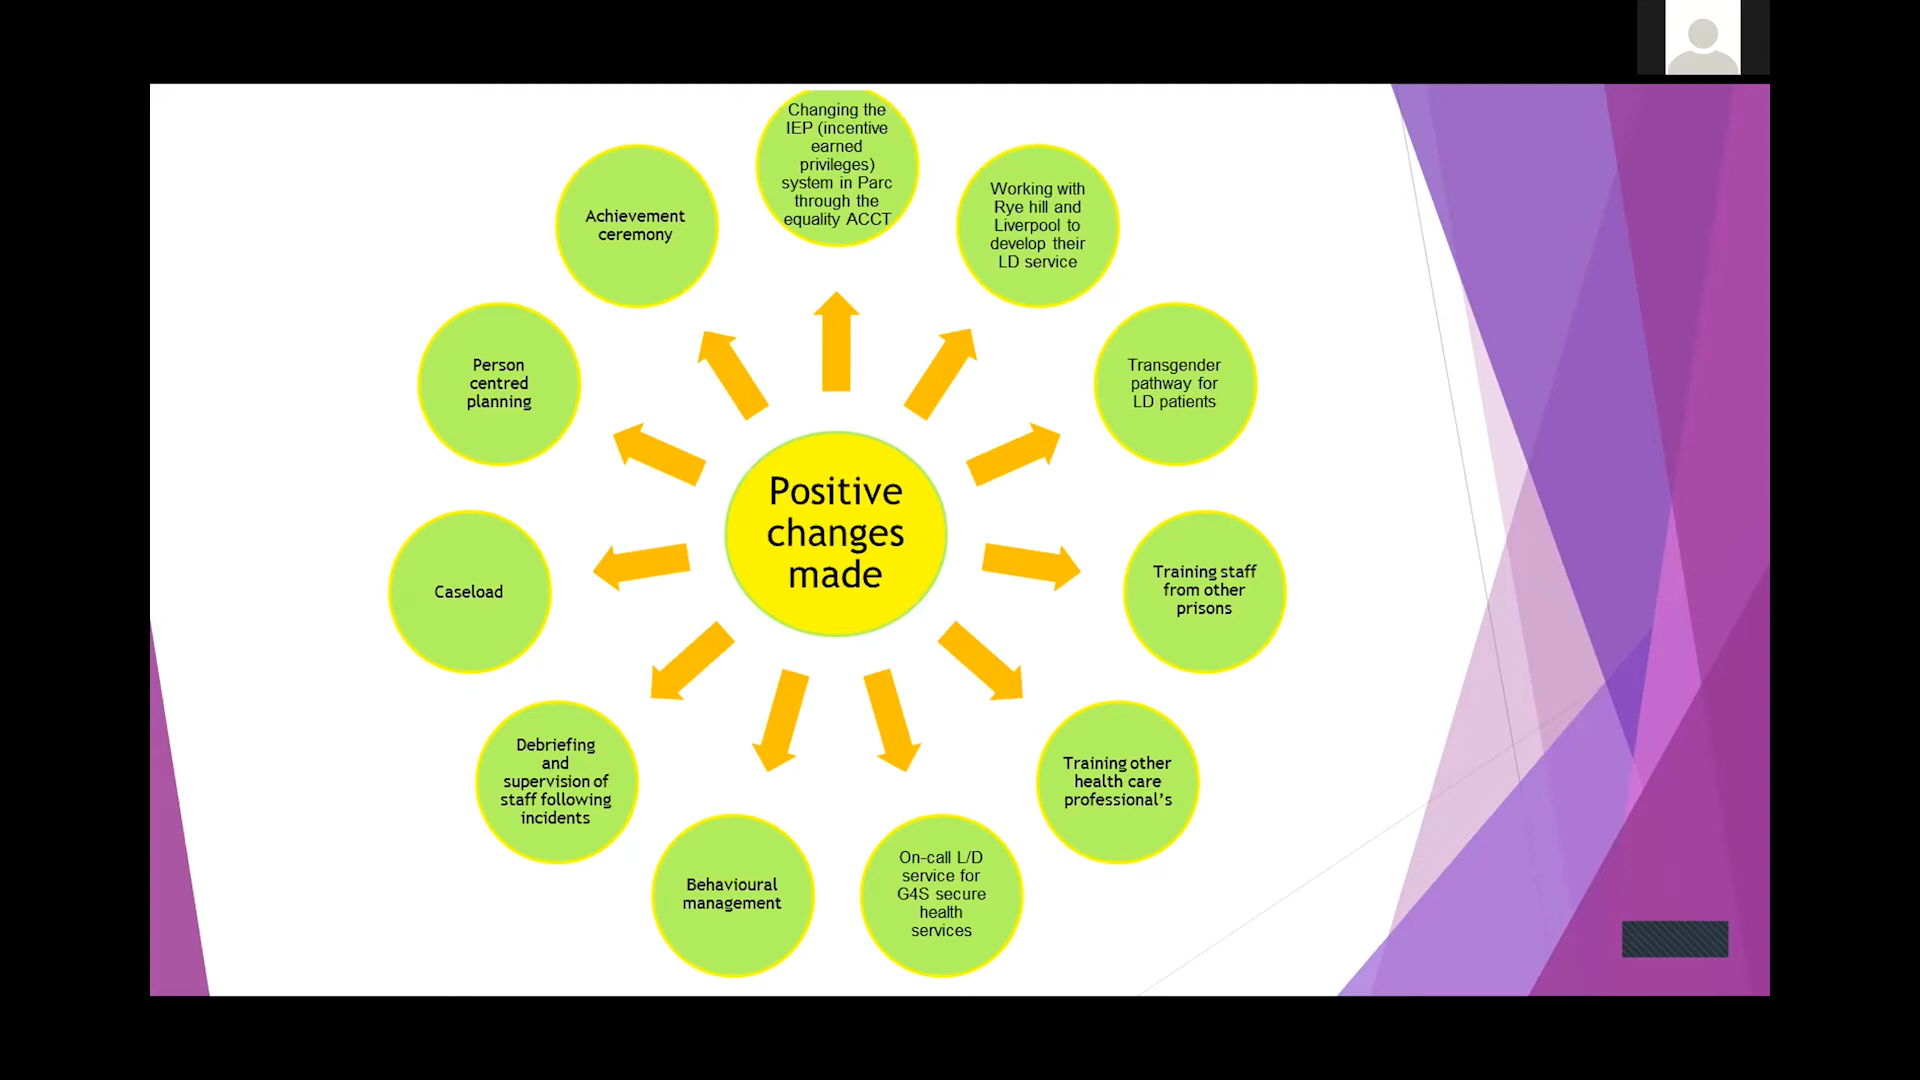 Changing the
IEP (incentive
earned
privileges)
system in Parc
through the
equality ACCT
Working with
Rye hill and
Liverpool to
develop their
LD service
Transgender
pathway for
LD patients
Training staff
from other
prisons
Training other
health care
professional’s
On-call L/D
service for
G4S secure
health
services
Behavioural
management
Debriefing
and
supervision of
staff following
incidents
Caseload
Person
centred
planning
Achievement
ceremony
Positive
changes
made